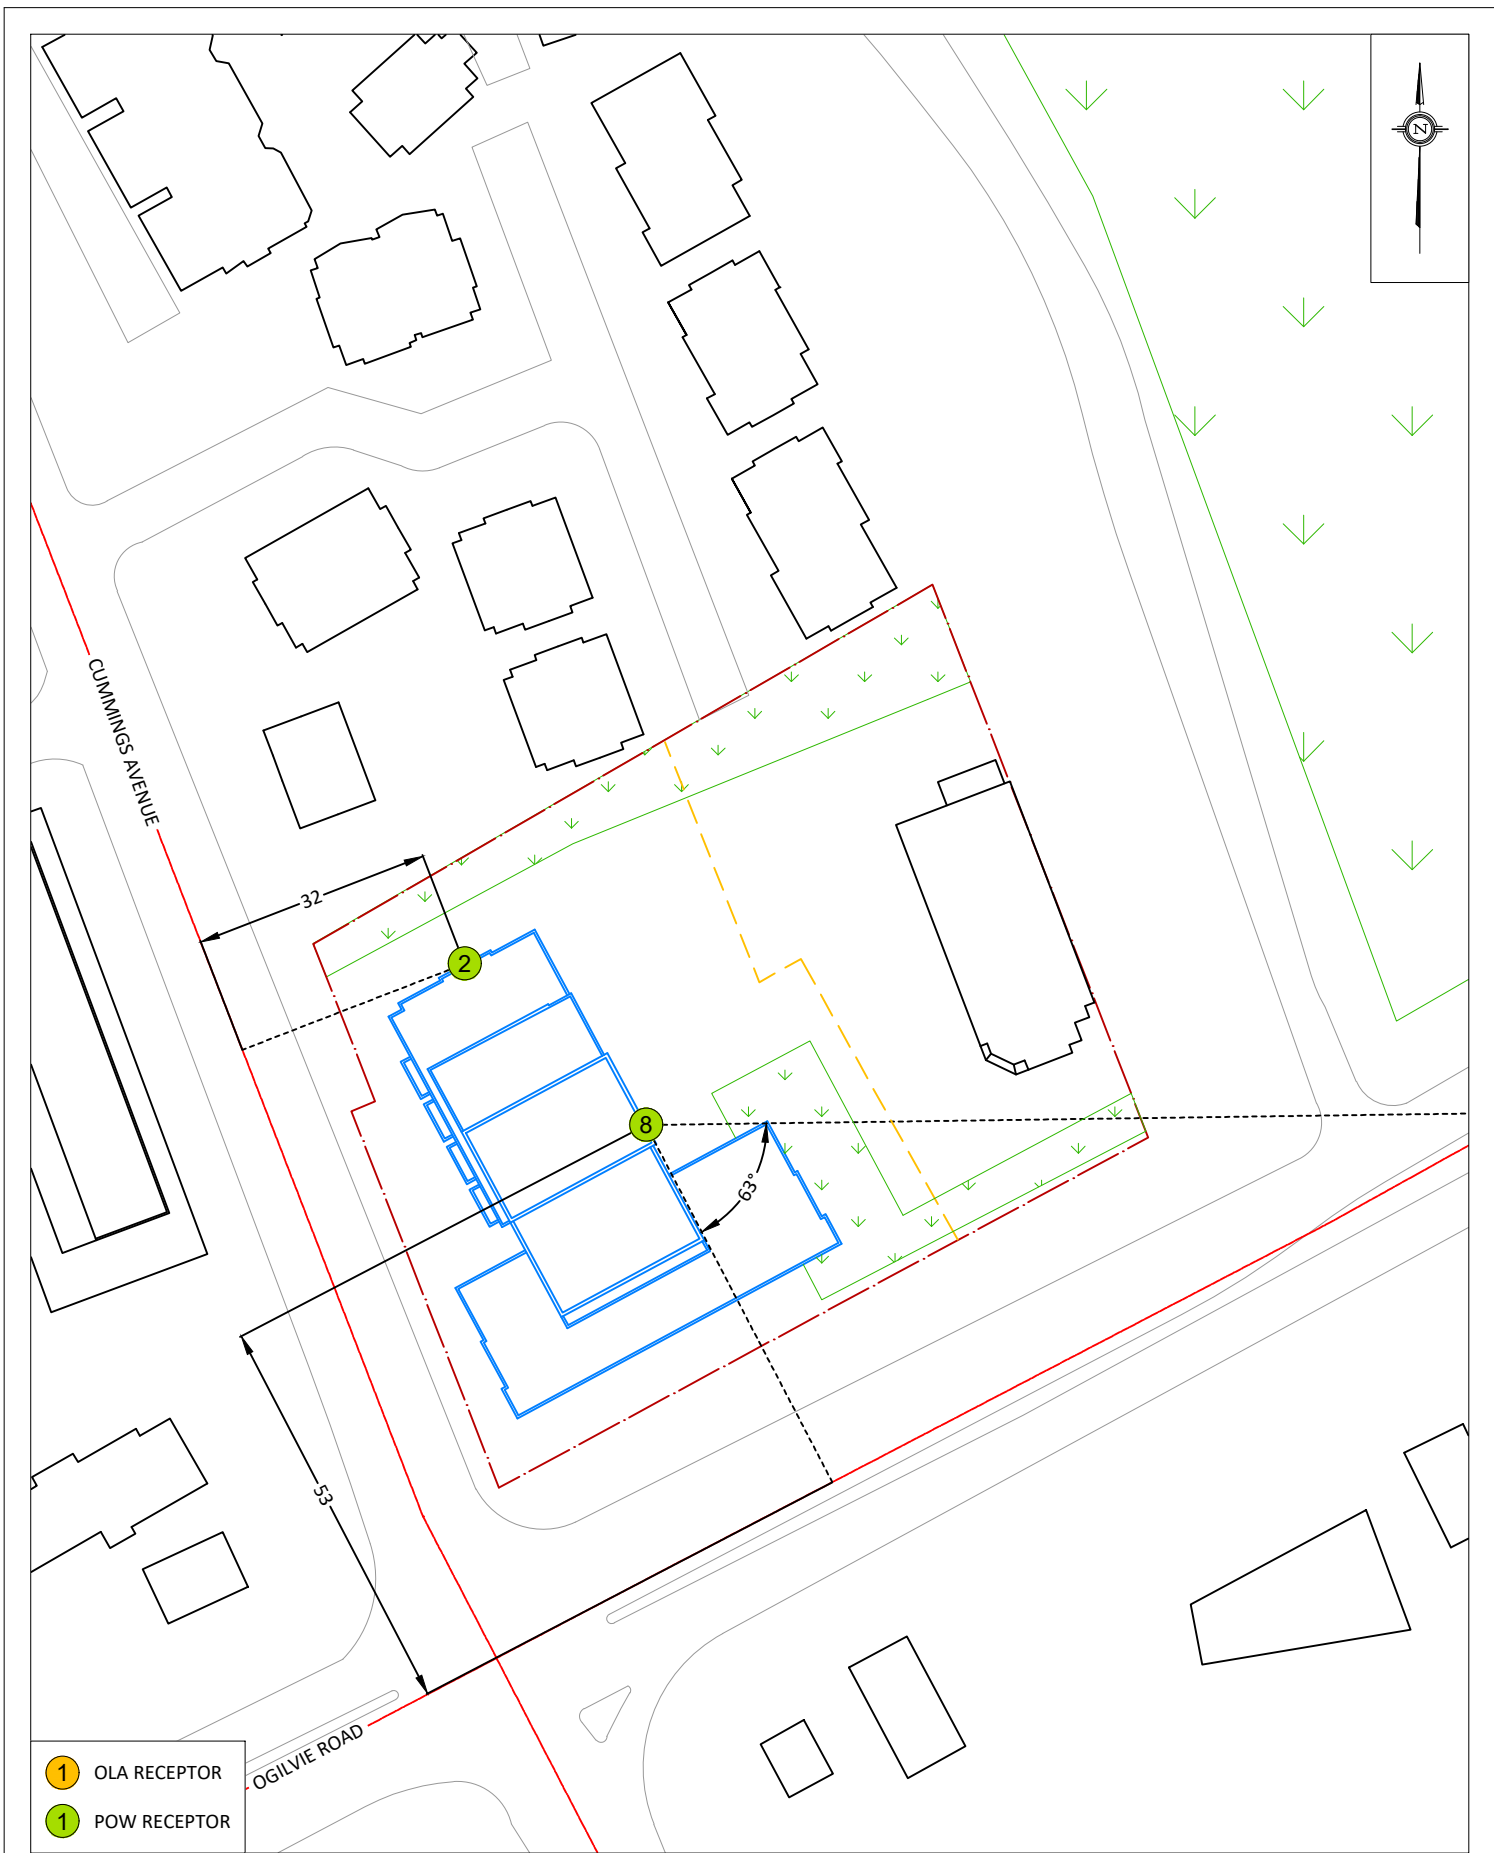 N
CUMMINGS AVENUE
32
2
8
63°
53
OGILVIE ROAD
1 OLA RECEPTOR
1 POW RECEPTOR